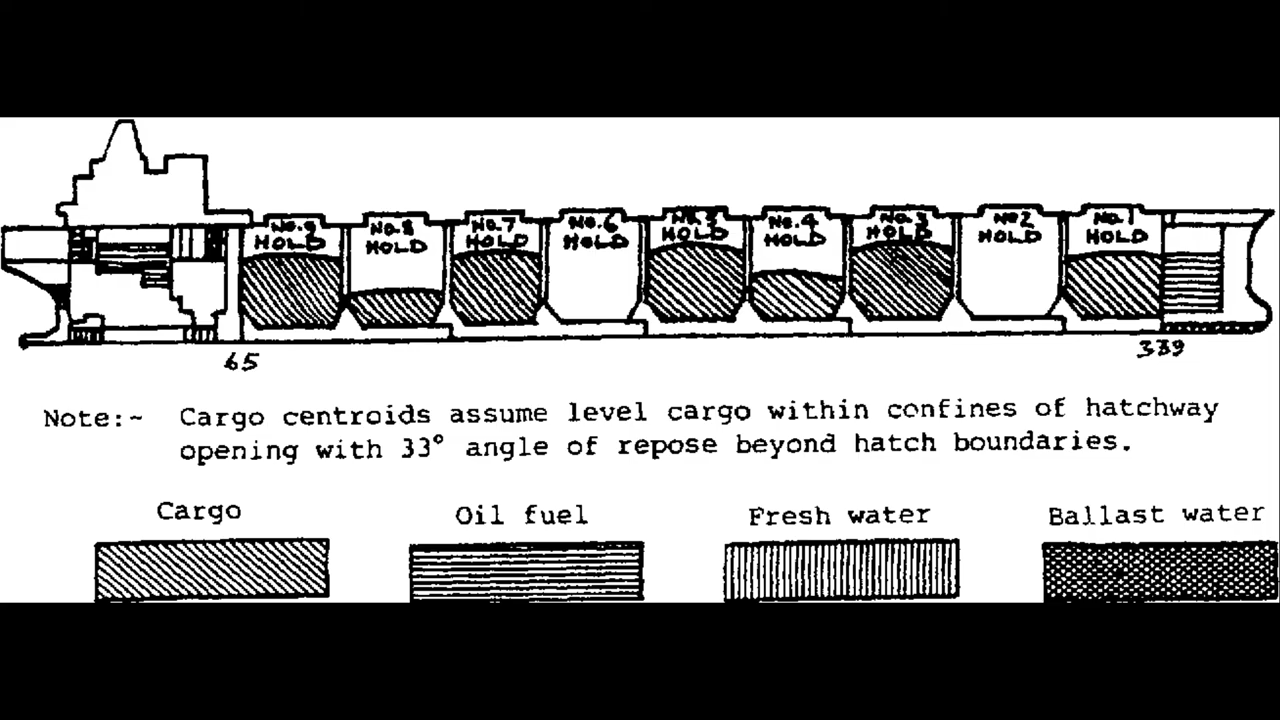 No.9 HOLD
No.8 HOLD
No.7 HOLD
No.6 HOLD
No.5 HOLD
No.4 HOLD
No.3 HOLD
No2 HOLD
No.1 HOLD
65
339
Note:~ Cargo centroids assume level cargo within confines of hatchway
opening with 33° angle of repose beyond hatch boundaries.
Cargo
Oil fuel
Fresh water
Ballast water